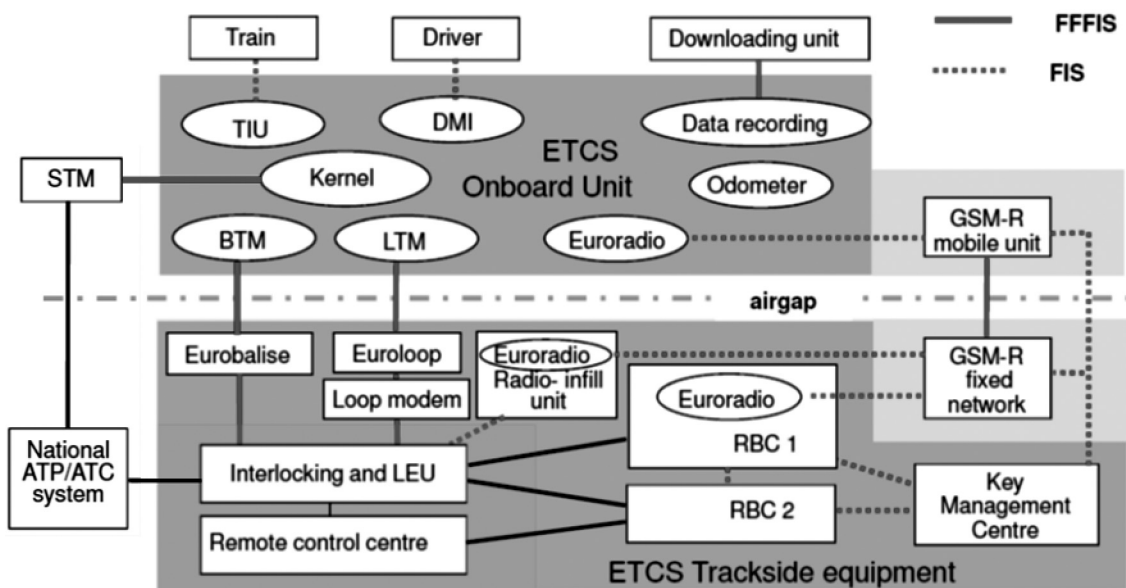 Train
Driver
Downloading unit
FFFIS
FIS
TIU
DMI
Data recording
ETCS
Onboard Unit
STM
Kernel
Odometer
BTM
LTM
Euroradio
GSM-R
mobile unit
airgap
Eurobalise
Euroloop
Euroradio
Radio- infill
unit
GSM-R
fixed
network
Loop modem
Euroradio
RBC 1
National
ATP/ATC
system
Interlocking and LEU
RBC 2
Key
Management
Centre
Remote control centre
ETCS Trackside equipment